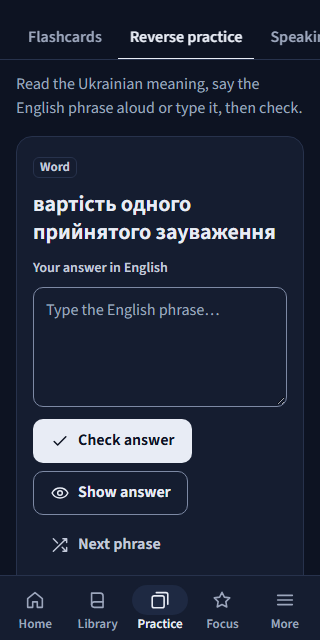 Flashcards Reverse practice Speakin
Read the Ukrainian meaning, say the
English phrase aloud or type it, then check.
Word
вартість одного
прийнятого зауваження
Your answer in English
Type the English phrase…
Check answer
Show answer
Next phrase
Home Library Practice Focus More